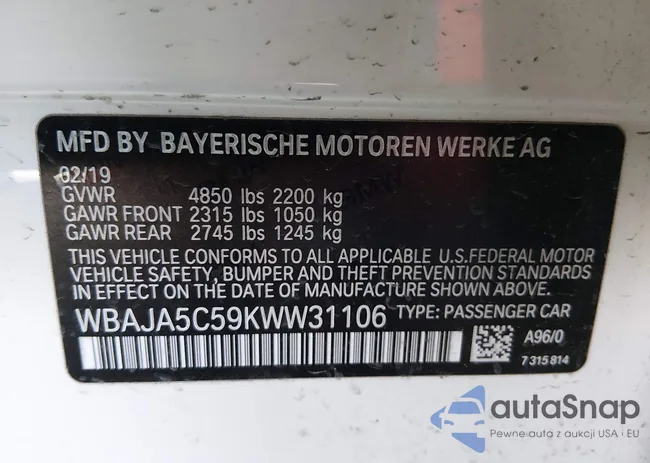 MFD BY BAYERISCHE MOTOREN WERKE AG
02/19
GVWR 4850 lbs 2200 kg
GAWR FRONT 2315 lbs 1050 kg
GAWR REAR 2745 lbs 1245 kg
THIS VEHICLE CONFORMS TO ALL APPLICABLE U.S.FEDERAL MOTOR
VEHICLE SAFETY, BUMPER AND THEFT PREVENTION STANDARDS
IN EFFECT ON THE DATE OF MANUFACTURE SHOWN ABOVE.
WBAJA5C59KWW31106 TYPE: PASSENGER CAR
A96/0
7 315 814
autaSnap
Pewne auta z aukcji USA i EU